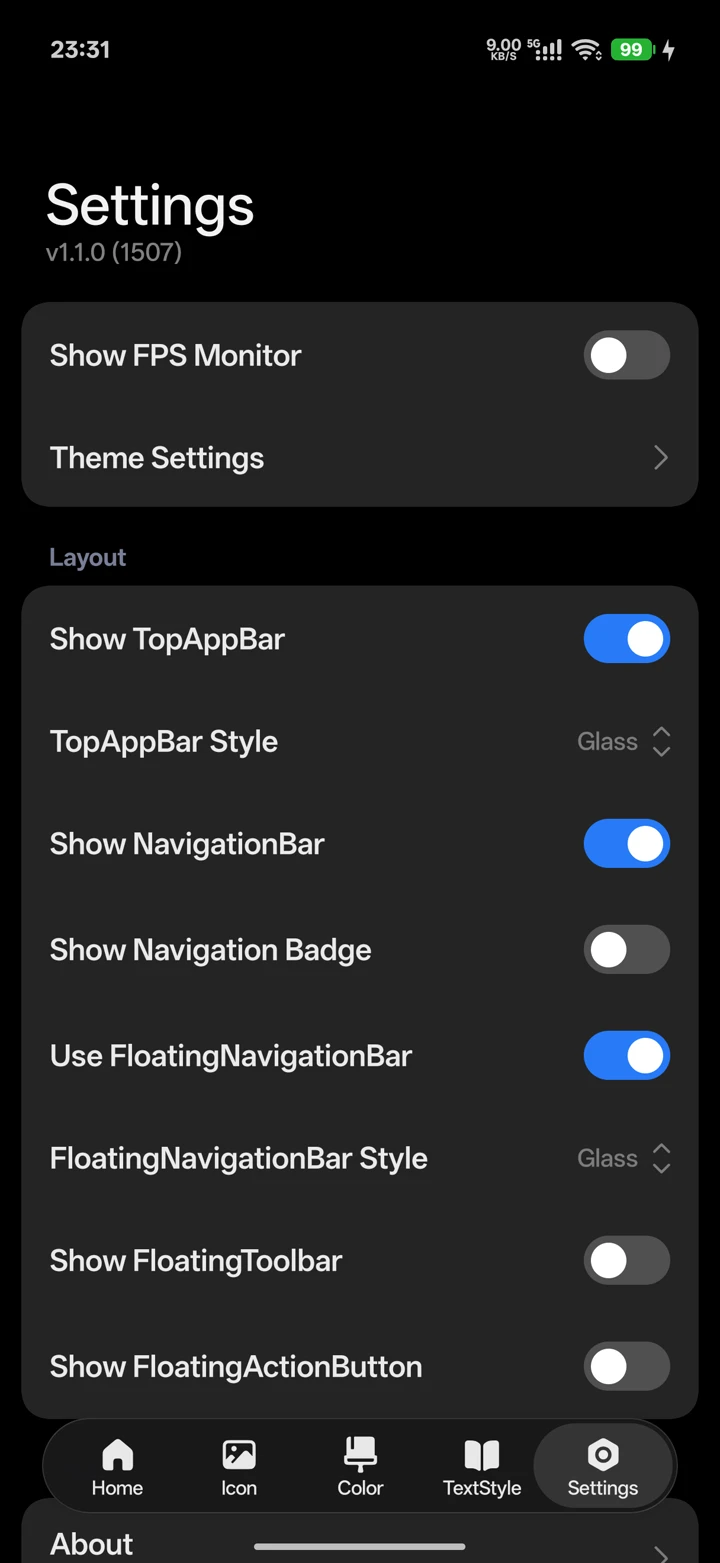 23:31
9.00 KB/S 5G 99
Settings
v1.1.0 (1507)
Show FPS Monitor
Theme Settings
Layout
Show TopAppBar
TopAppBar Style Glass
Show NavigationBar
Show Navigation Badge
Use FloatingNavigationBar
FloatingNavigationBar Style Glass
Show FloatingToolbar
Show FloatingActionButton
Home Icon Color TextStyle Settings
About